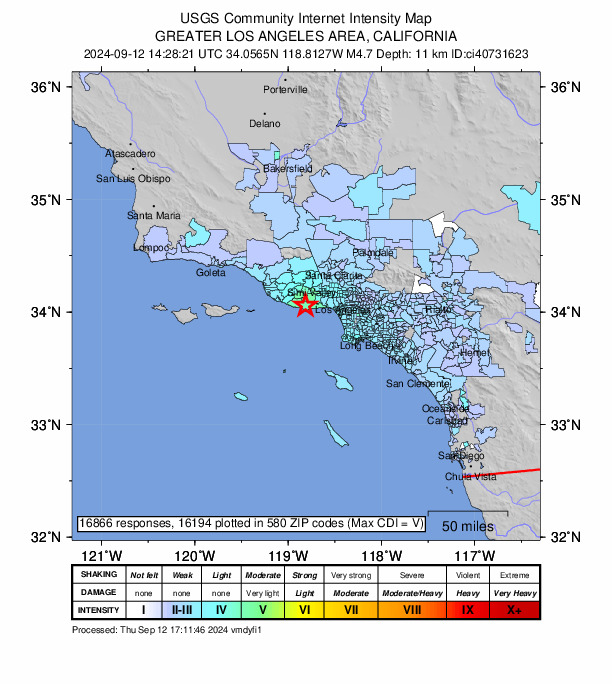 USGS Community Internet Intensity Map
GREATER LOS ANGELES AREA, CALIFORNIA
2024-09-12 14:28:21 UTC 34.0565N 118.8127W M4.7 Depth: 11 km ID:ci40731623
36°N
36°N
Porterville
Delano
Atascadero
Bakersfield
San Luis Obispo
35°N
35°N
Santa Maria
Lompoc
Palmdale
Goleta
Santa Clarita
Simi Valley
34°N
34°N
Los Angeles
Rialto
Long Beach
Irvine
Hemet
San Clemente
Oceanside
Carlsbad
33°N
33°N
San Diego
Chula Vista
16866 responses, 16194 plotted in 580 ZIP codes (Max CDI = V)
50 miles
32°N
32°N
121°W 120°W 119°W 118°W 117°W
SHAKING Not felt Weak Light Moderate Strong Very strong Severe Violent Extreme
DAMAGE none none none Very light Light Moderate Moderate/Heavy Heavy Very Heavy
INTENSITY I II-III IV V VI VII VIII IX X+
Processed: Thu Sep 12 17:11:46 2024 vmdyfi1